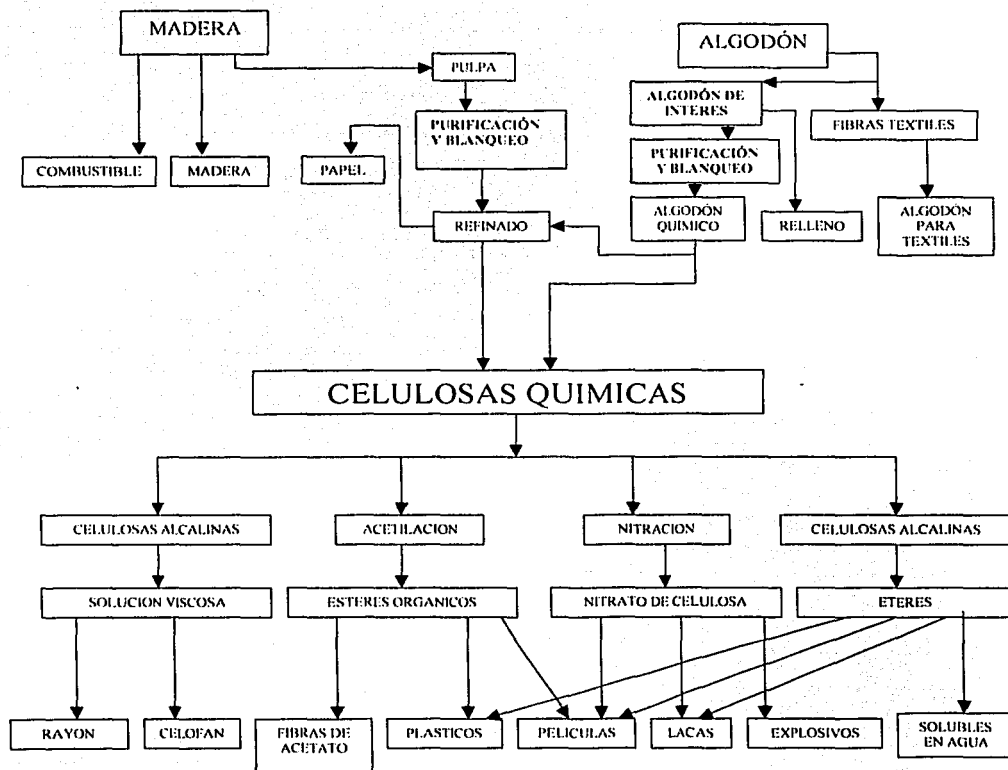 MADERA
ALGODÓN
PULPA
ALGODÓN DE
INTERES
PURIFICACIÓN
Y BLANQUEO
FIBRAS TEXTILES
COMBUSTIBLE
MADERA
PAPEL
PURIFICACIÓN
Y BLANQUEO
REFINADO
ALGODÓN
QUIMICO
RELLENO
ALGODÓN
PARA
TEXTILES
CELULOSAS QUIMICAS
CELULOSAS ALCALINAS
ACETILACION
NITRACION
CELULOSAS ALCALINAS
SOLUCION VISCOSA
ESTERES ORGANICOS
NITRATO DE CELULOSA
ETERES
RAYON
CELOFAN
FIBRAS DE
ACETATO
PLASTICOS
PELICULAS
LACAS
EXPLOSIVOS
SOLUBLES
EN AGUA